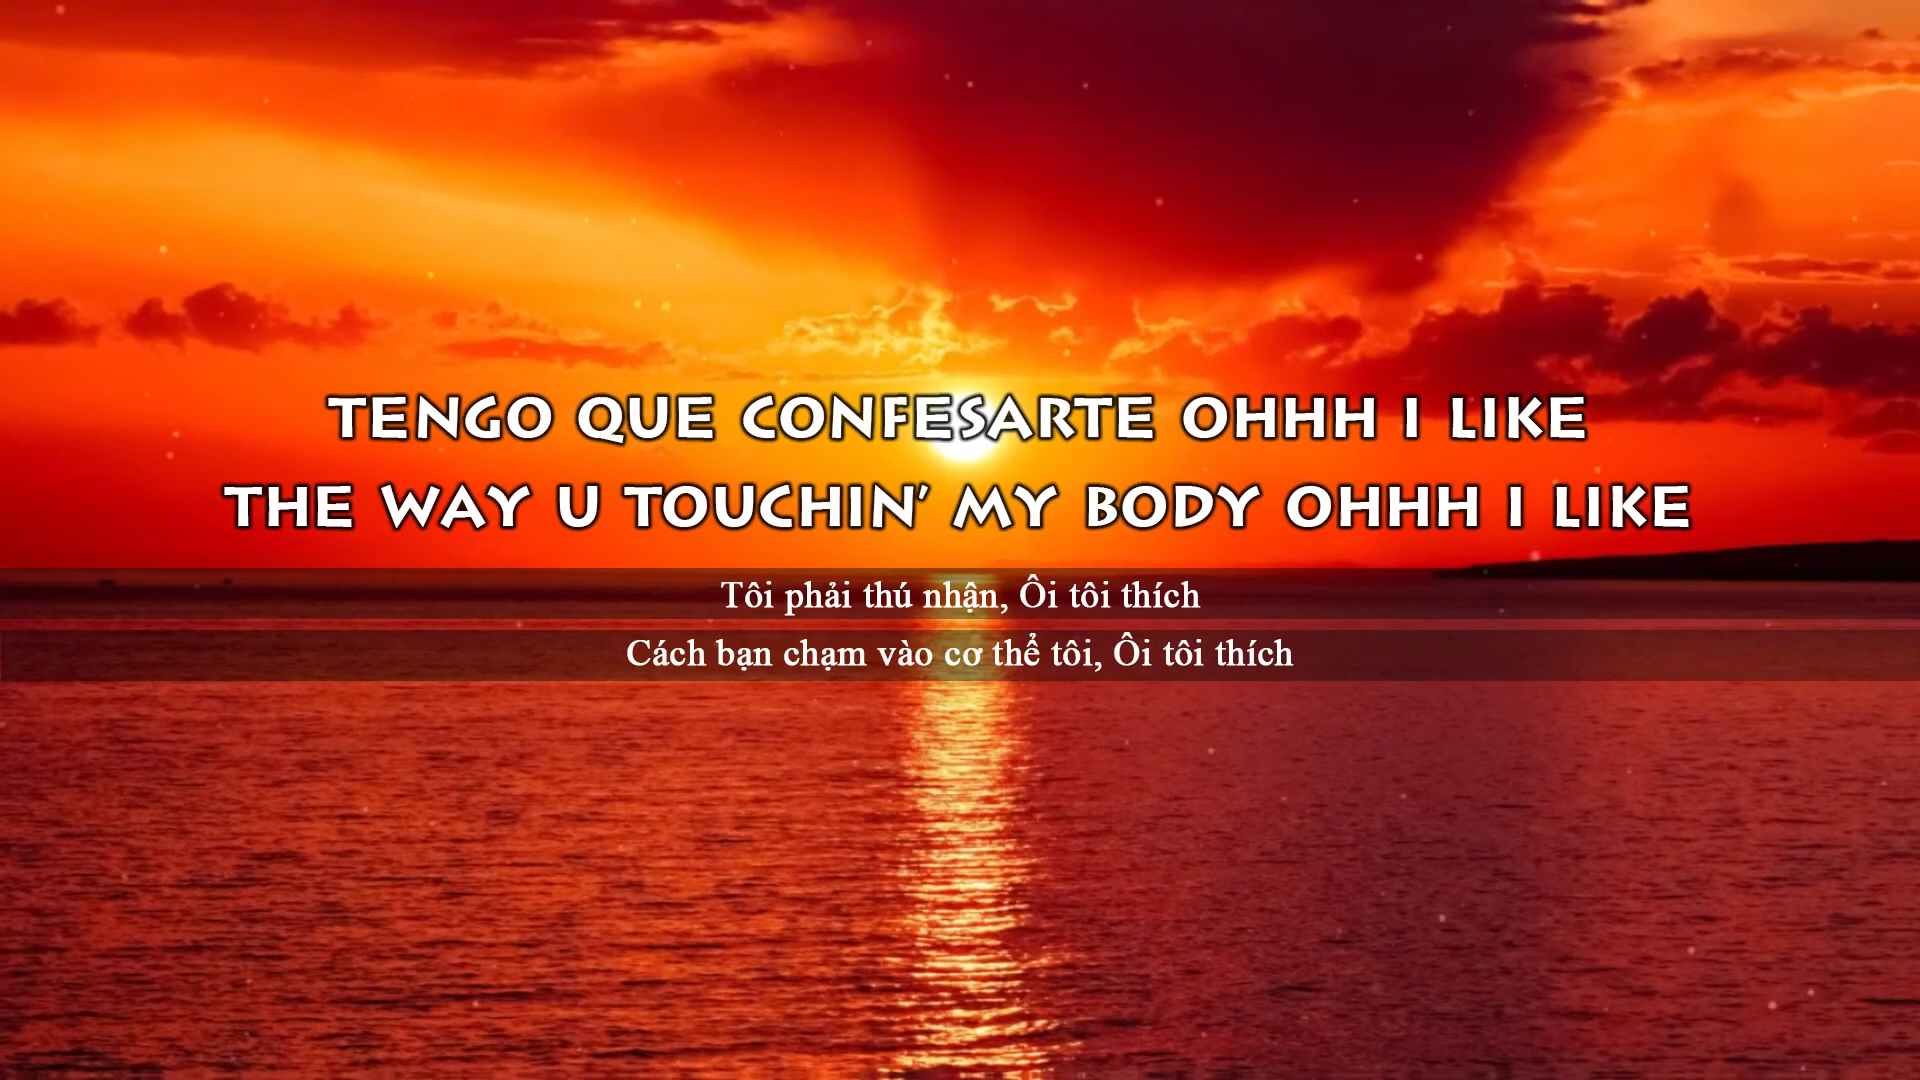 TENGO QUE CONFESARTE OHHH I LIKE
THE WAY U TOUCHIN' MY BODY OHHH I LIKE
Tôi phải thú nhận, Ôi tôi thích
Cách bạn chạm vào cơ thể tôi, Ôi tôi thích